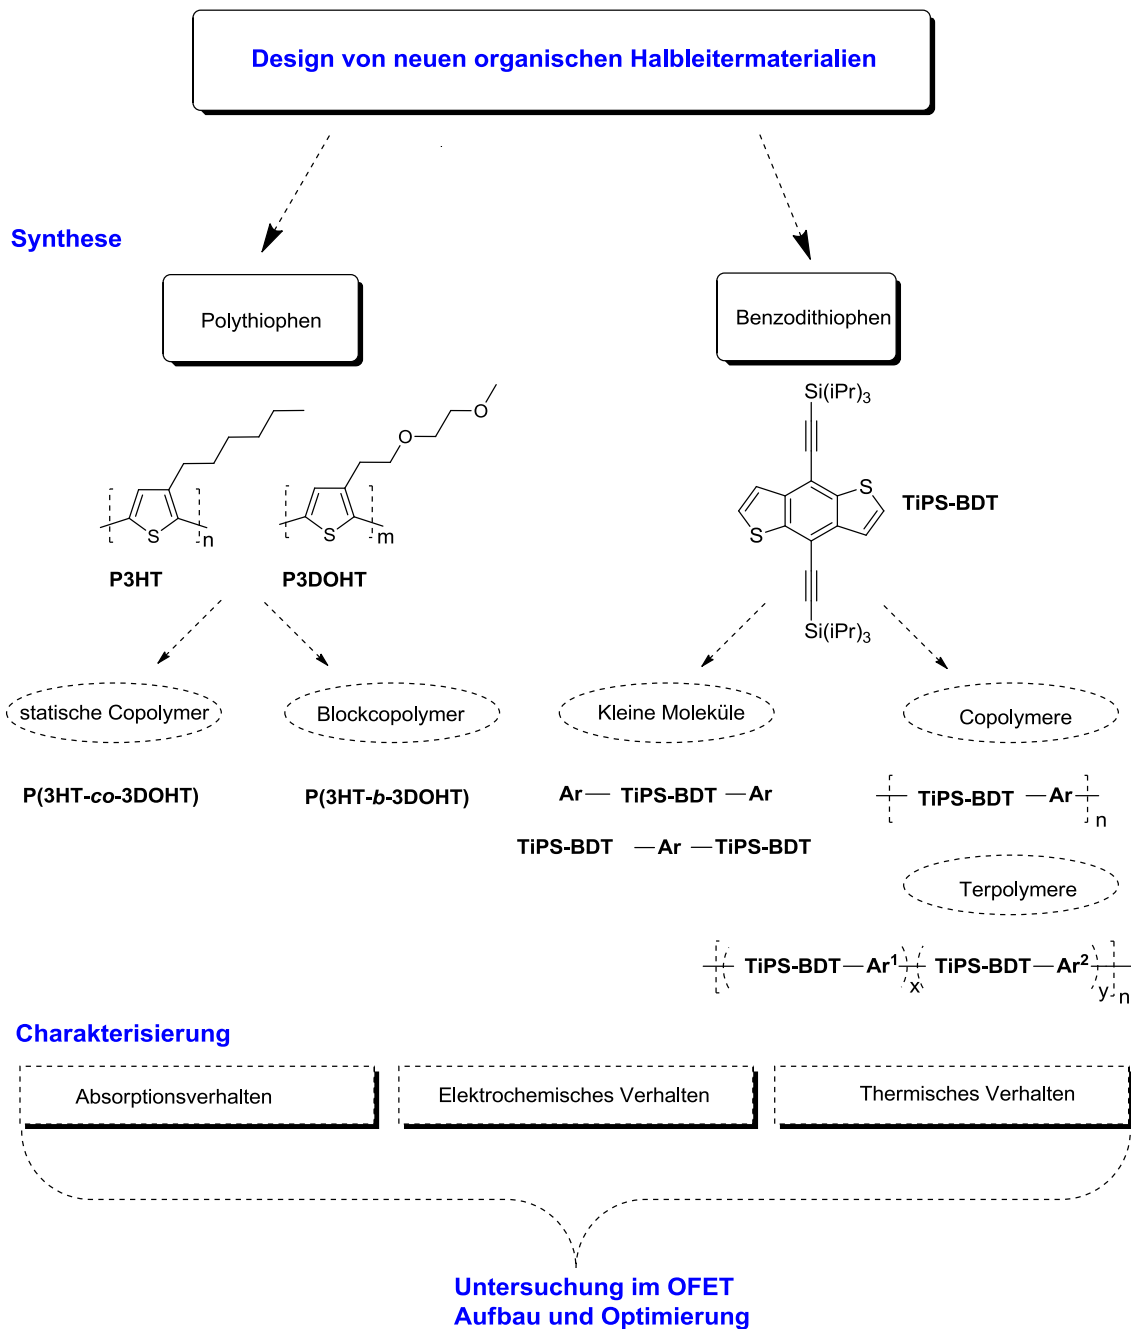 Design von neuen organischen Halbleitermaterialien
Synthese
Polythiophen
Benzodithiophen
Si(iPr)3
O
O
S
n
S
m
S
S
TiPS-BDT
P3HT
P3DOHT
Si(iPr)3
statische Copolymer
Blockcopolymer
Kleine Moleküle
Copolymere
P(3HT-co-3DOHT)
P(3HT-b-3DOHT)
Ar — TiPS-BDT — Ar
TiPS-BDT — Ar — TiPS-BDT
[ TiPS-BDT — Ar ]n
Terpolymere
[( TiPS-BDT — Ar1 )x ( TiPS-BDT — Ar2 )y ]n
Charakterisierung
Absorptionsverhalten
Elektrochemisches Verhalten
Thermisches Verhalten
Untersuchung im OFET
Aufbau und Optimierung